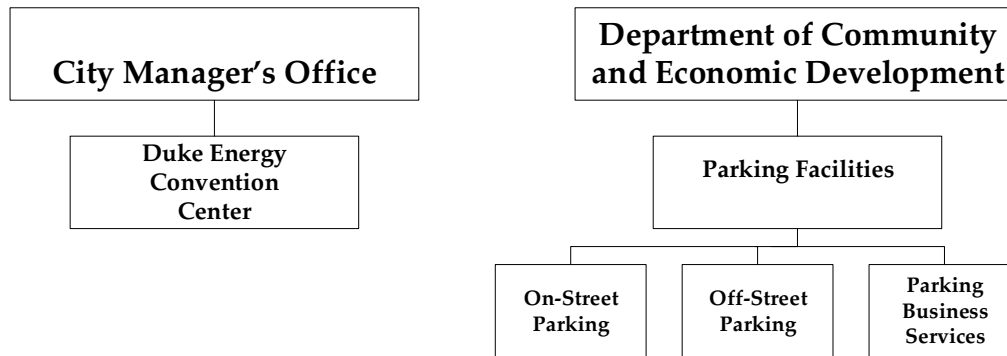 City Manager's Office
Duke Energy
Convention
Center
Department of Community
and Economic Development
Parking Facilities
On-Street
Parking
Off-Street
Parking
Parking
Business
Services